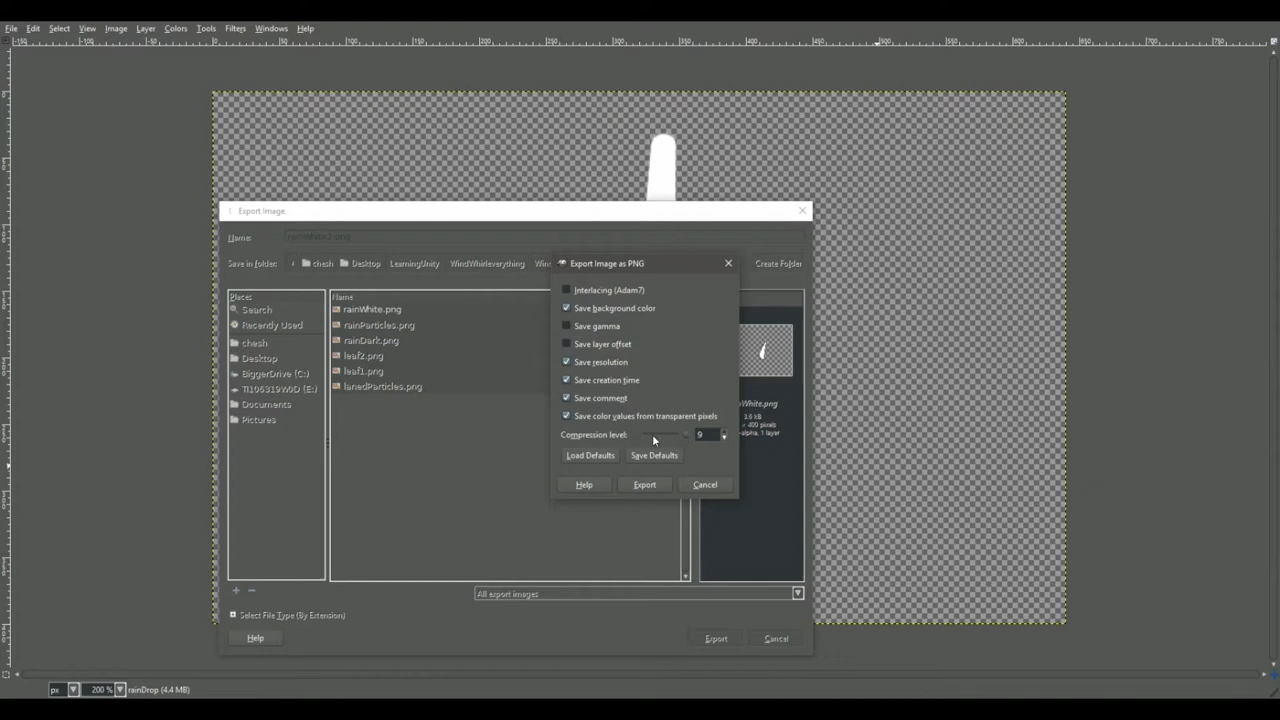 File Edit Select View Image Layer Colors Tools Filters Windows Help
Export Image
Name: rainWhite2.png
Save in folder: chesh Desktop LearningUnity WindWhirleverything Create Folder
Export Image as PNG
Interlacing (Adam7)
Save background color
Save gamma
Save layer offset
Save resolution
Save creation time
Save comment
Save color values from transparent pixels
Compression level: 9
Load Defaults Save Defaults
Help Export Cancel
Places
Search
Recently Used
chesh
Desktop
BiggerDrive (C:)
TI106319W0D (E:)
Documents
Pictures
Name
rainWhite.png
rainParticles.png
rainDark.png
leaf2.png
leaf1.png
lanedParticles.png
White.png
3.6 kB
× 400 pixels
-alpha, 1 layer
All export images
Select File Type (By Extension)
Help Export Cancel
px 200 % rainDrop (4.4 MB)